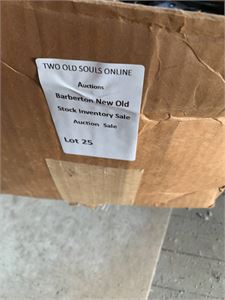 TWO OLD SOULS ONLINE
Auctions
Barberton New Old
Stock Inventory Sale
Auction Sale
Lot 25